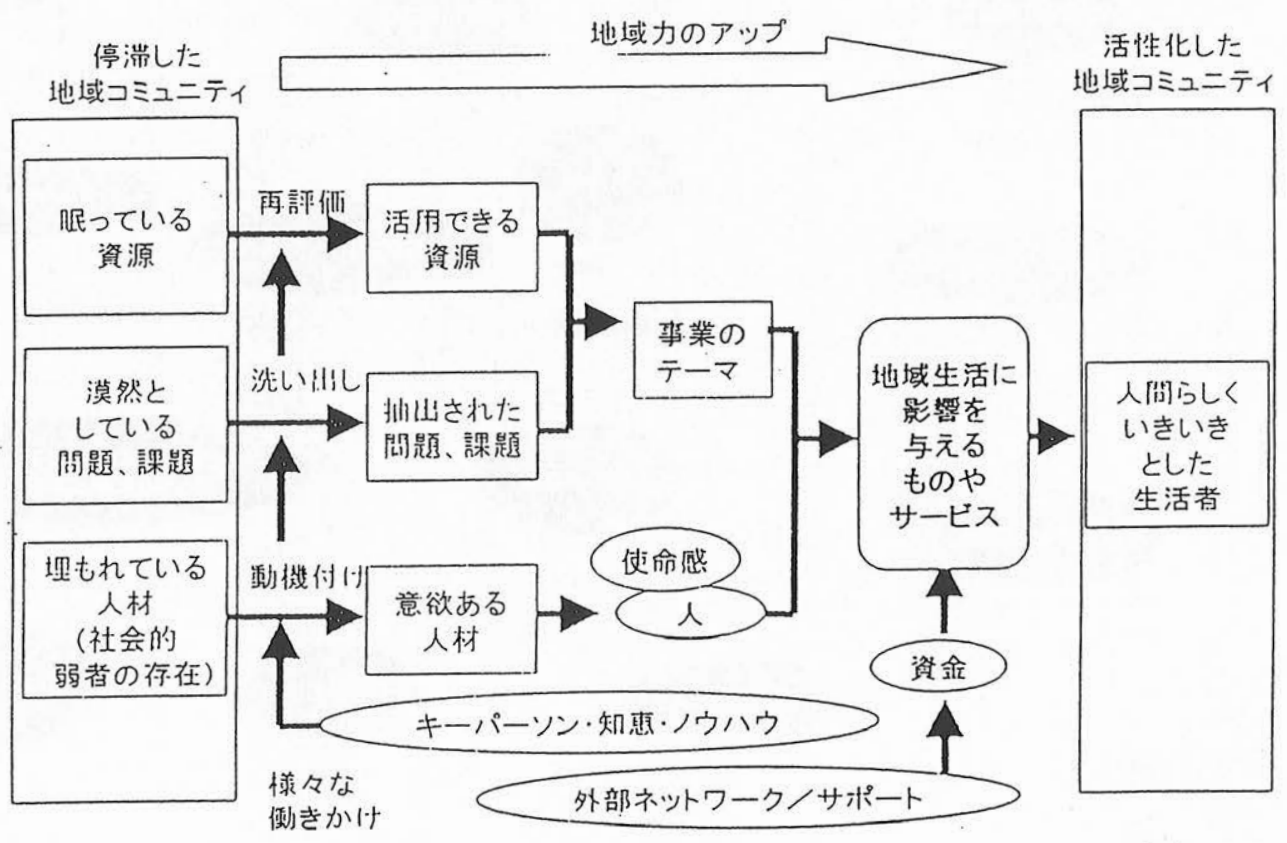 地域力のアップ
停滞した
地域コミュニティ
活性化した
地域コミュニティ
眠っている
資源
再評価
活用できる
資源
漠然と
している
問題、課題
洗い出し
抽出された
問題、課題
事業の
テーマ
埋もれている
人材
(社会的
弱者の存在)
動機付け
意欲ある
人材
使命感
人
地域生活に
影響を
与える
ものや
サービス
人間らしく
いきいき
とした
生活者
資金
キーパーソン・知恵・ノウハウ
様々な
働きかけ
外部ネットワーク／サポート